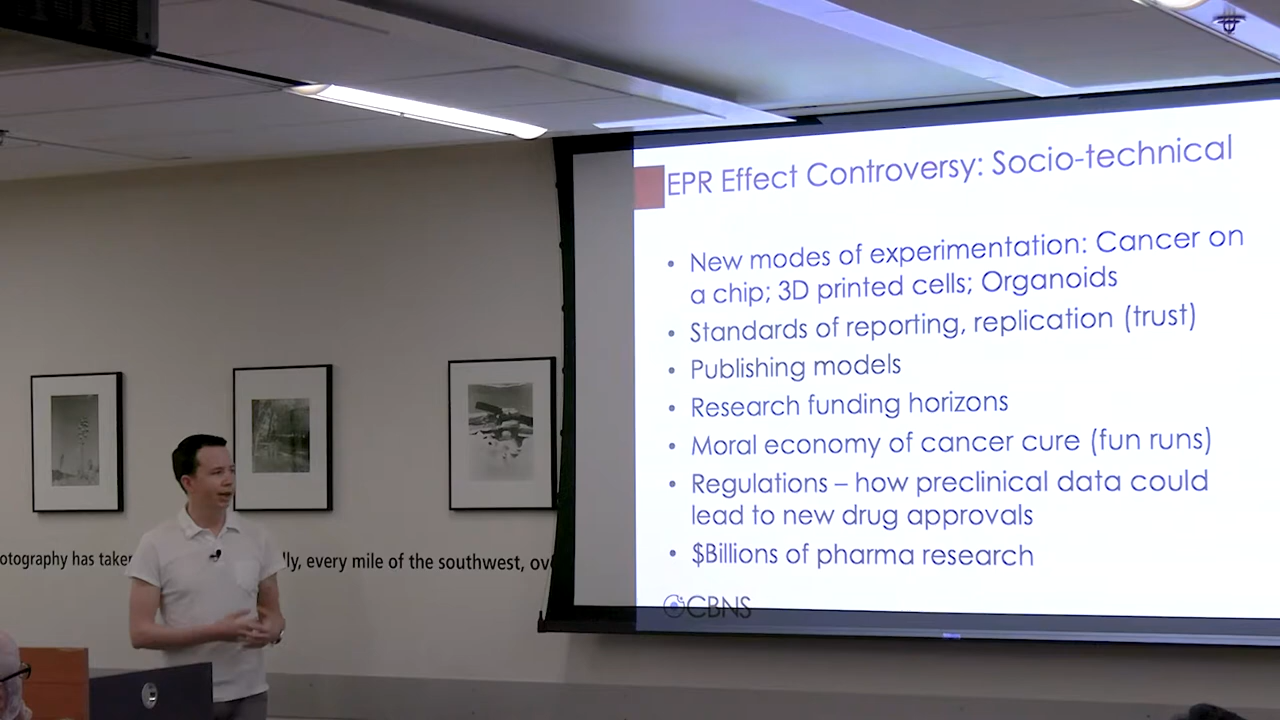 EPR Effect Controversy: Socio-technical
• New modes of experimentation: Cancer on
a chip; 3D printed cells; Organoids
• Standards of reporting, replication (trust)
• Publishing models
• Research funding horizons
• Moral economy of cancer cure (fun runs)
• Regulations – how preclinical data could
lead to new drug approvals
• $Billions of pharma research
CBNS
otography has taken lly, every mile of the southwest, ov